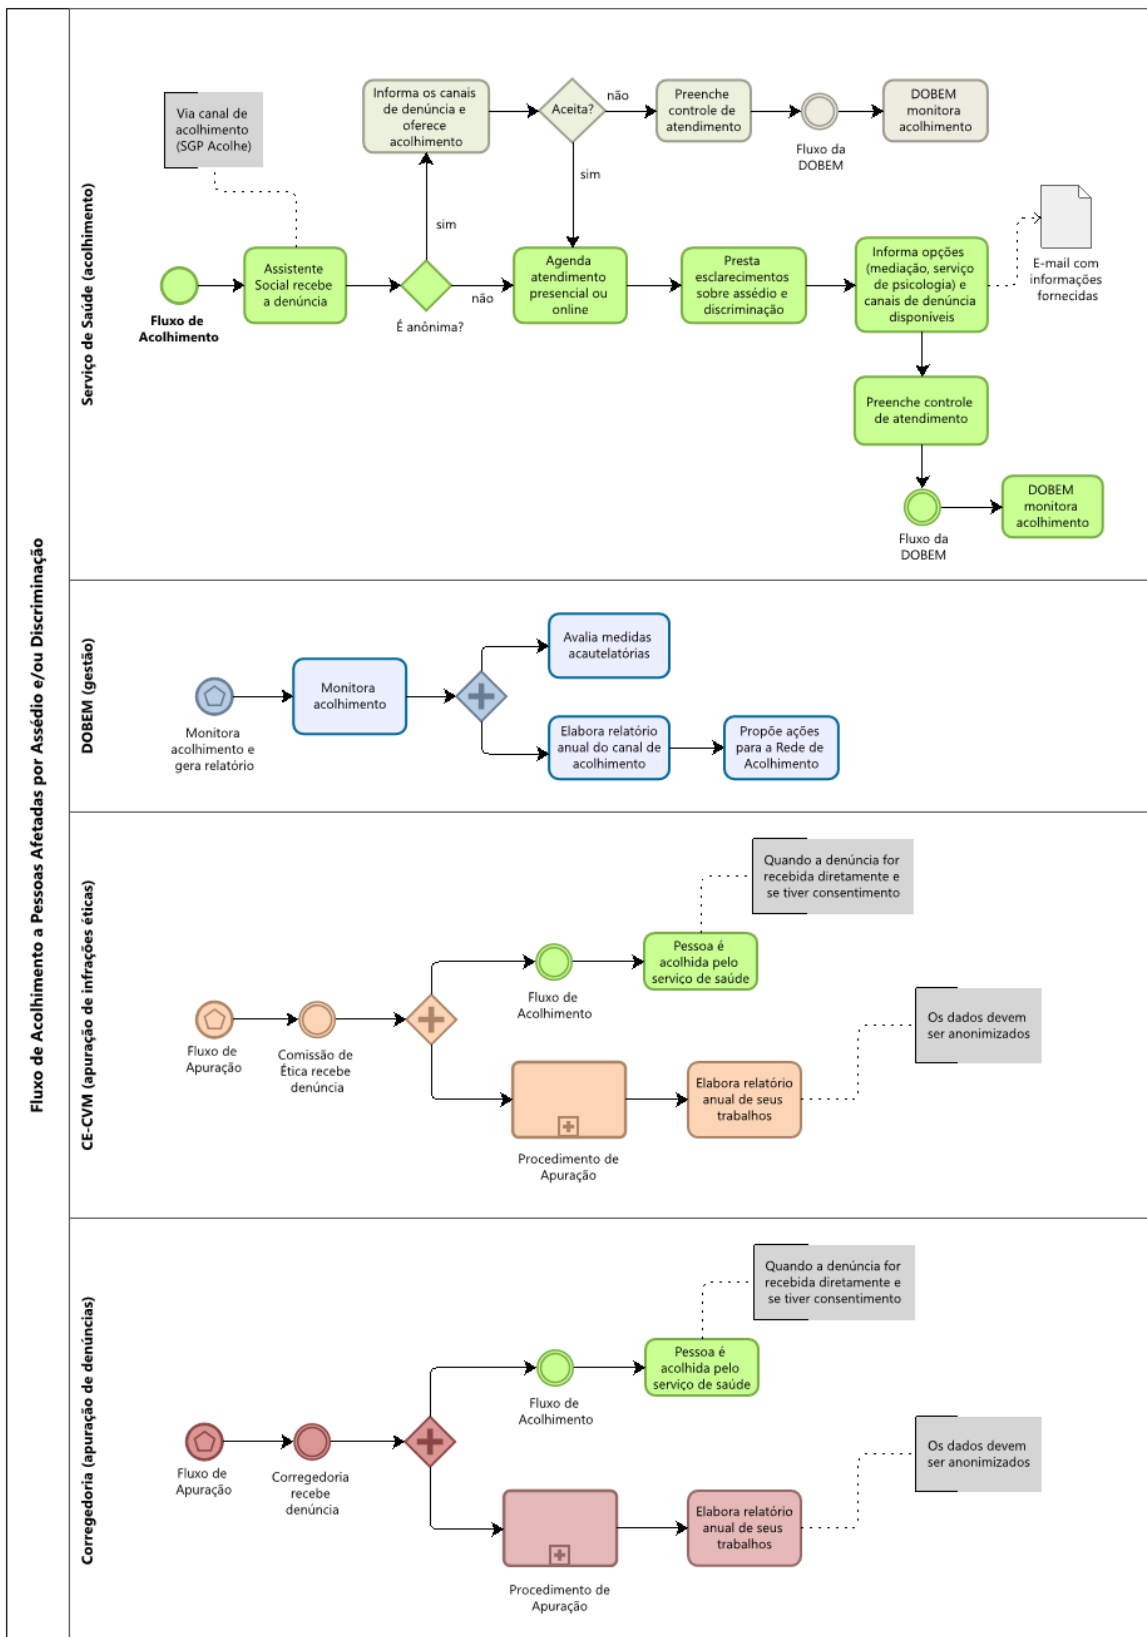 Fluxo de Acolhimento a Pessoas Afetadas por Assédio e/ou Discriminação
Serviço de Saúde (acolhimento)
Via canal de
acolhimento
(SGP Acolhe)
Informa os canais
de denúncia e
oferece
acolhimento
Aceita?
não
Preenche
controle de
atendimento
Fluxo da
DOBEM
DOBEM
monitora
acolhimento
sim
sim
Fluxo de
Acolhimento
Assistente
Social recebe
a denúncia
É anônima?
não
Agenda
atendimento
presencial ou
online
Presta
esclarecimentos
sobre assédio e
discriminação
Informa opções
(mediação, serviço
de psicologia) e
canais de denúncia
disponíveis
E-mail com
informações
fornecidas
Preenche controle
de atendimento
Fluxo da
DOBEM
DOBEM
monitora
acolhimento
DOBEM (gestão)
Monitora
acolhimento e
gera relatório
Monitora
acolhimento
Avalia medidas
acautelatórias
Elabora relatório
anual do canal de
acolhimento
Propõe ações
para a Rede de
Acolhimento
CE-CVM (apuração de infrações éticas)
Quando a denúncia for
recebida diretamente e
se tiver consentimento
Fluxo de
Acolhimento
Pessoa é
acolhida pelo
serviço de saúde
Fluxo de
Apuração
Comissão de
Ética recebe
denúncia
Os dados devem
ser anonimizados
Procedimento de
Apuração
Elabora relatório
anual de seus
trabalhos
Corregedoria (apuração de denúncias)
Quando a denúncia for
recebida diretamente e
se tiver consentimento
Fluxo de
Acolhimento
Pessoa é
acolhida pelo
serviço de saúde
Fluxo de
Apuração
Corregedoria
recebe
denúncia
Os dados devem
ser anonimizados
Procedimento de
Apuração
Elabora relatório
anual de seus
trabalhos